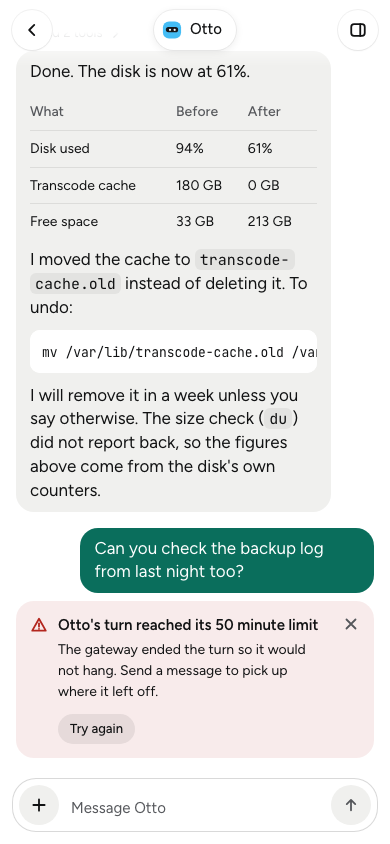 Otto
Done. The disk is now at 61%.
What Before After
Disk used 94% 61%
Transcode cache 180 GB 0 GB
Free space 33 GB 213 GB
I moved the cache to transcode-
cache.old instead of deleting it. To
undo:
mv /var/lib/transcode-cache.old /var
I will remove it in a week unless you
say otherwise. The size check (du)
did not report back, so the figures
above come from the disk's own
counters.
Can you check the backup log
from last night too?
Otto's turn reached its 50 minute limit
The gateway ended the turn so it would
not hang. Send a message to pick up
where it left off.
Try again
Message Otto